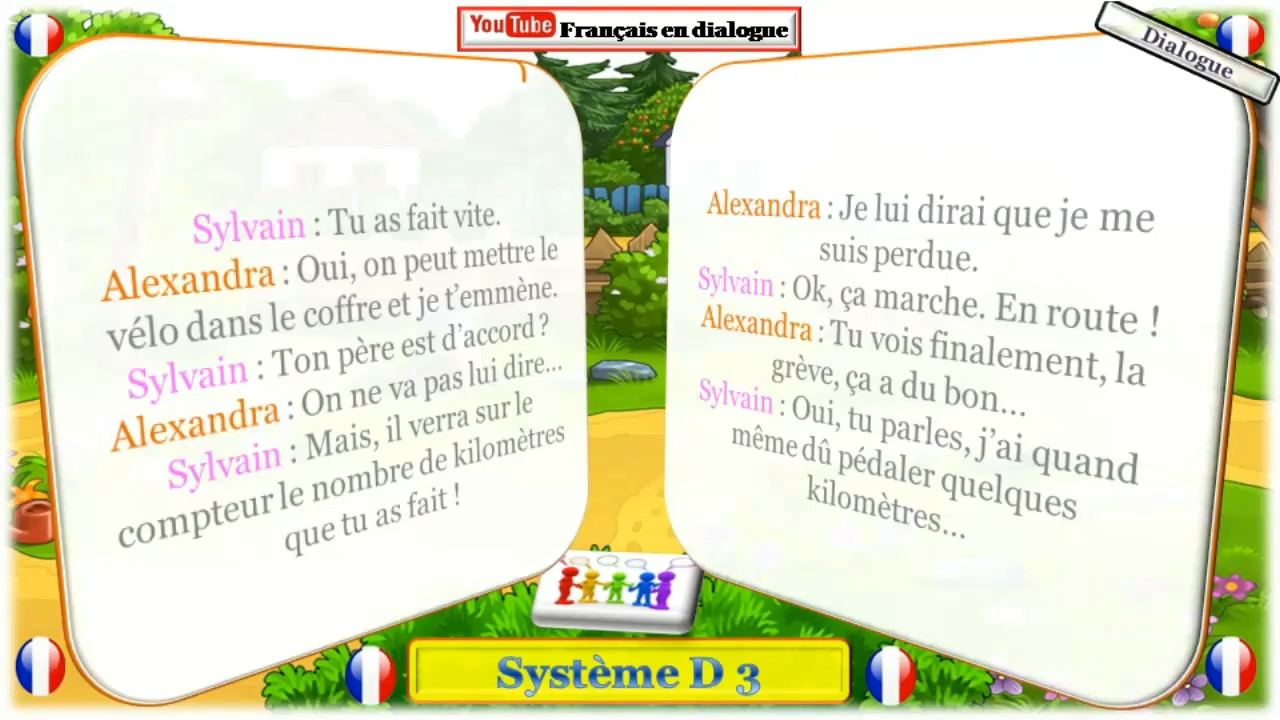 YouTube Français en dialogue
Dialogue
Sylvain : Tu as fait vite.
Alexandra : Oui, on peut mettre le
vélo dans le coffre et je t’emmène.
Sylvain : Ton père est d’accord ?
Alexandra : On ne va pas lui dire...
Sylvain : Mais, il verra sur le
compteur le nombre de kilomètres
que tu as fait !
Alexandra : Je lui dirai que je me
suis perdue.
Sylvain : Ok, ça marche. En route !
Alexandra : Tu vois finalement, la
grève, ça a du bon...
Sylvain : Oui, tu parles, j’ai quand
même dû pédaler quelques
kilomètres...
Système D 3